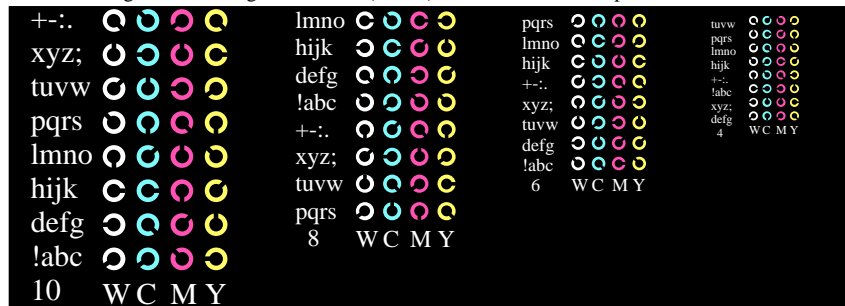 +-:.
xyz;
tuvw
pqrs
lmno
hijk
defg
!abc
10 W C M Y
lmno
hijk
defg
!abc
+-:.
xyz;
tuvw
pqrs
8 W C M Y
pqrs
lmno
hijk
+-:.
xyz;
tuvw
defg
!abc
6 W C M Y
tuvw
pqrs
lmno
hijk
+-:.
!abc
xyz;
defg
4 W C M Y